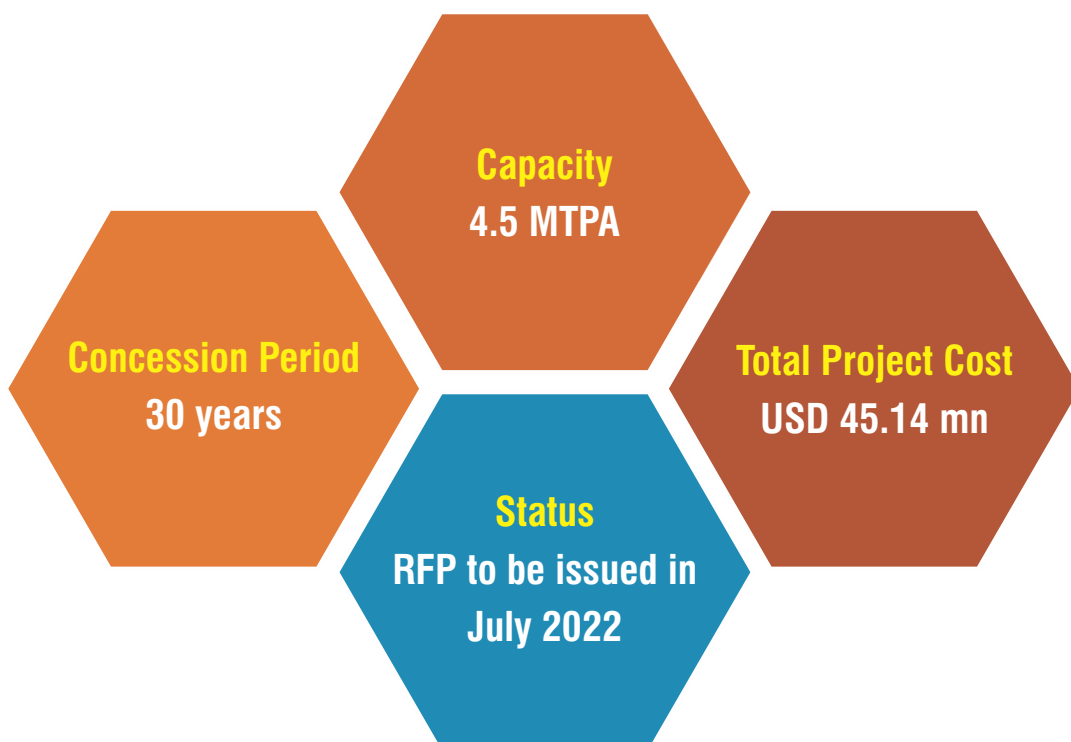 Capacity
4.5 MTPA
Concession Period
30 years
Total Project Cost
USD 45.14 mn
Status
RFP to be issued in
July 2022